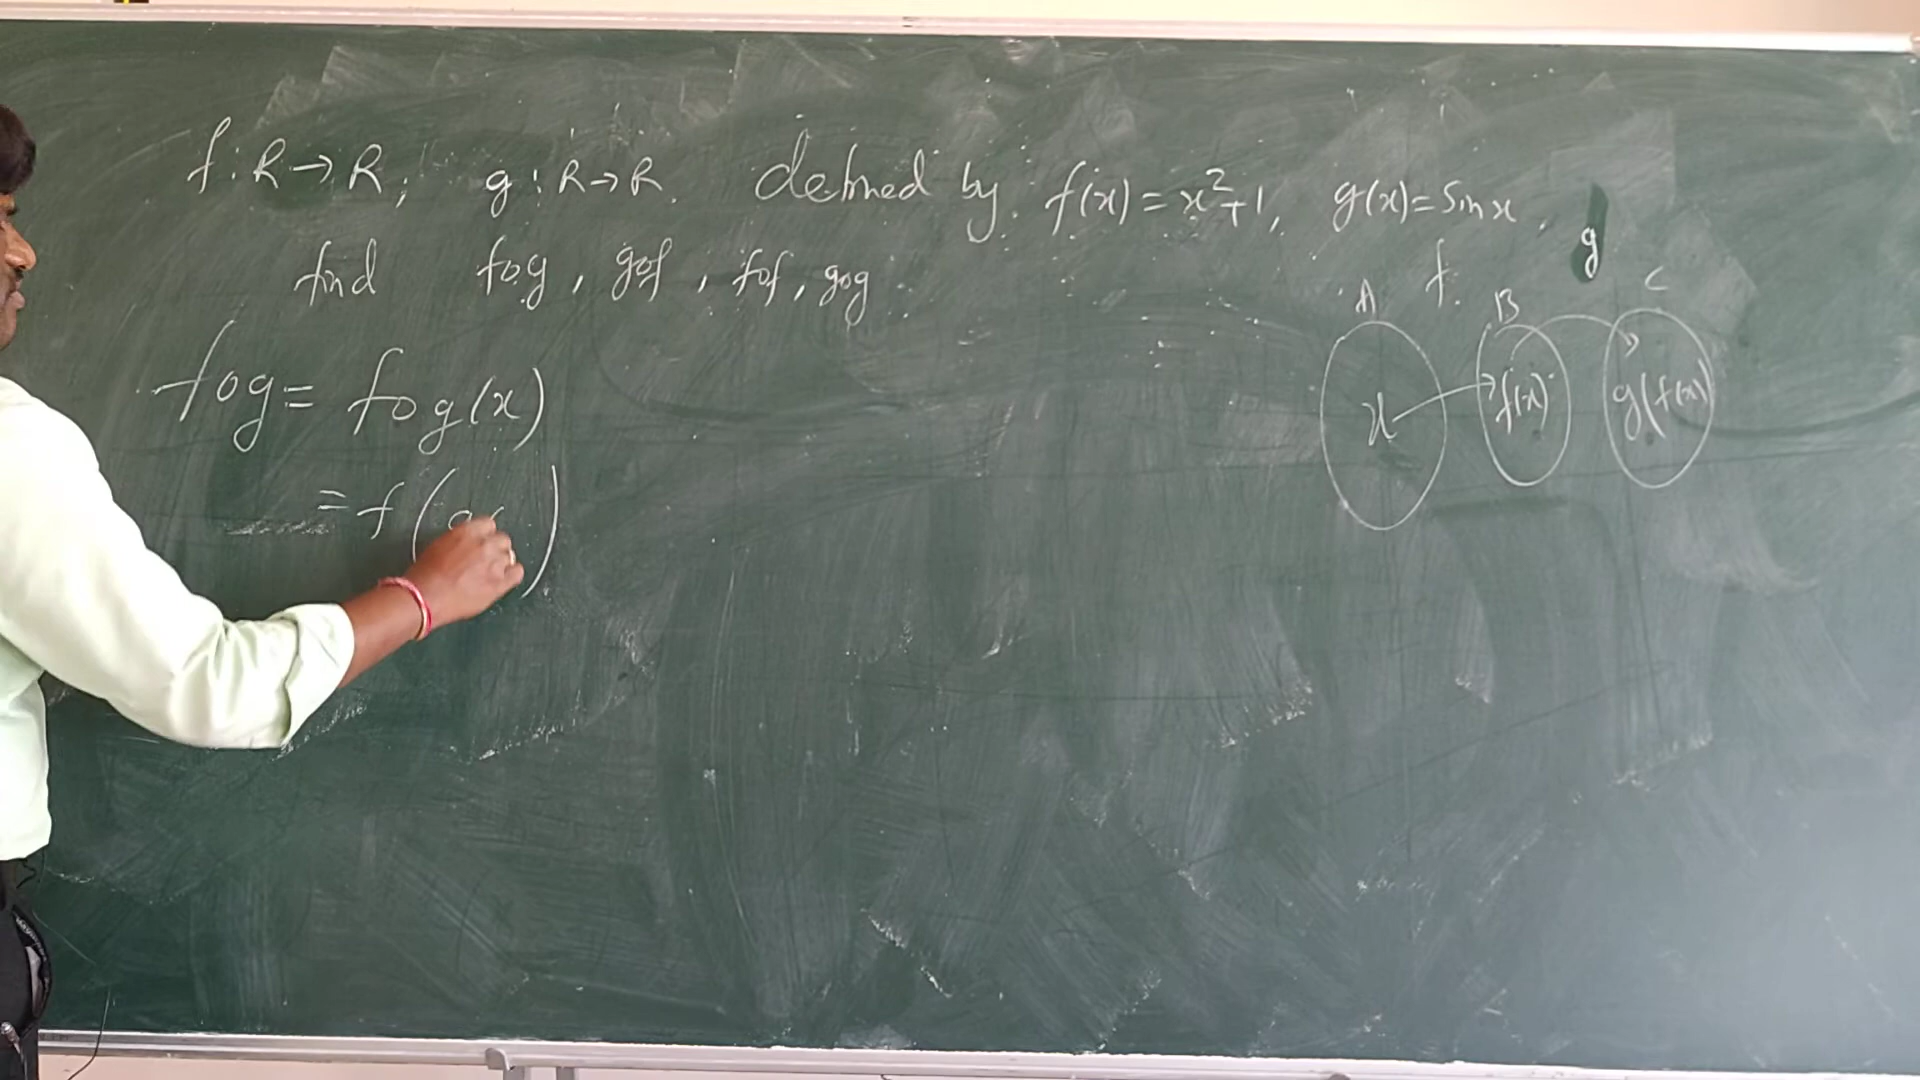 f : R → R, g : R → R. defined by. f(x) = x²+1, g(x) = Sin x.
find fog, gof, fof, gog.
fog = fog(x)
= f(g( )
f. g
A B C
x f(x) g(f(x)